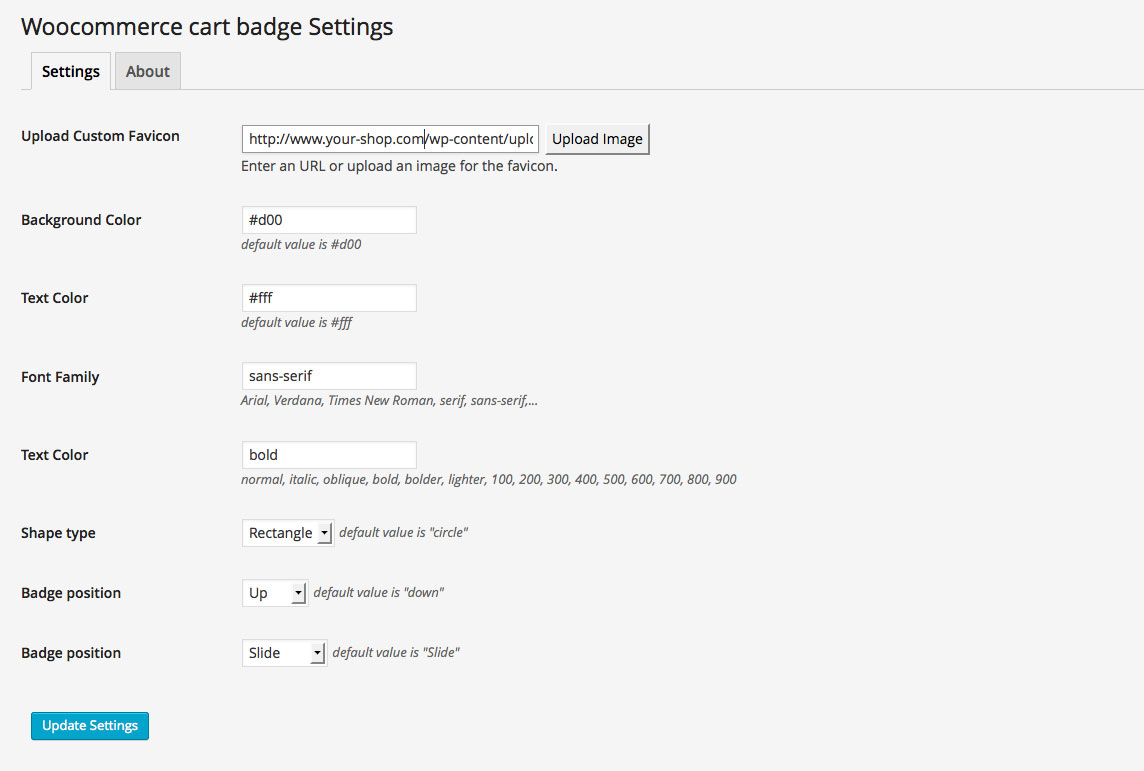 Woocommerce cart badge Settings
Settings About
Upload Custom Favicon http://www.your-shop.com/wp-content/uplo Upload Image
Enter an URL or upload an image for the favicon.
Background Color #d00
default value is #d00
Text Color #fff
default value is #fff
Font Family sans-serif
Arial, Verdana, Times New Roman, serif, sans-serif,...
Text Color bold
normal, italic, oblique, bold, bolder, lighter, 100, 200, 300, 400, 500, 600, 700, 800, 900
Shape type Rectangle default value is "circle"
Badge position Up default value is "down"
Badge position Slide default value is "Slide"
Update Settings